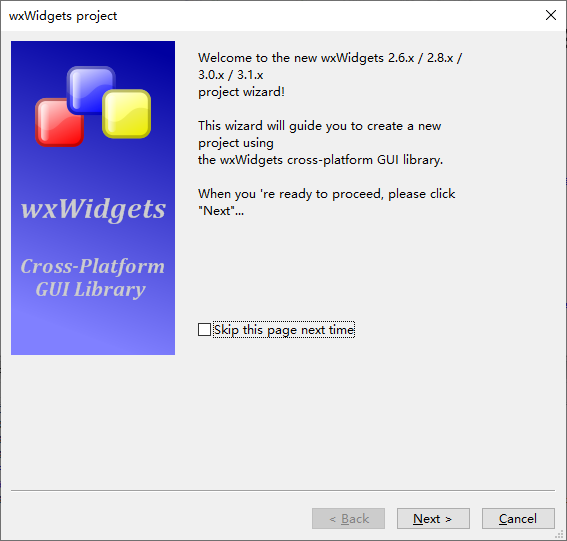 wxWidgets project
wxWidgets
Cross-Platform
GUI Library
Welcome to the new wxWidgets 2.6.x / 2.8.x /
3.0.x / 3.1.x
project wizard!
This wizard will guide you to create a new
project using
the wxWidgets cross-platform GUI library.
When you 're ready to proceed, please click
"Next"...
Skip this page next time
< Back
Next >
Cancel